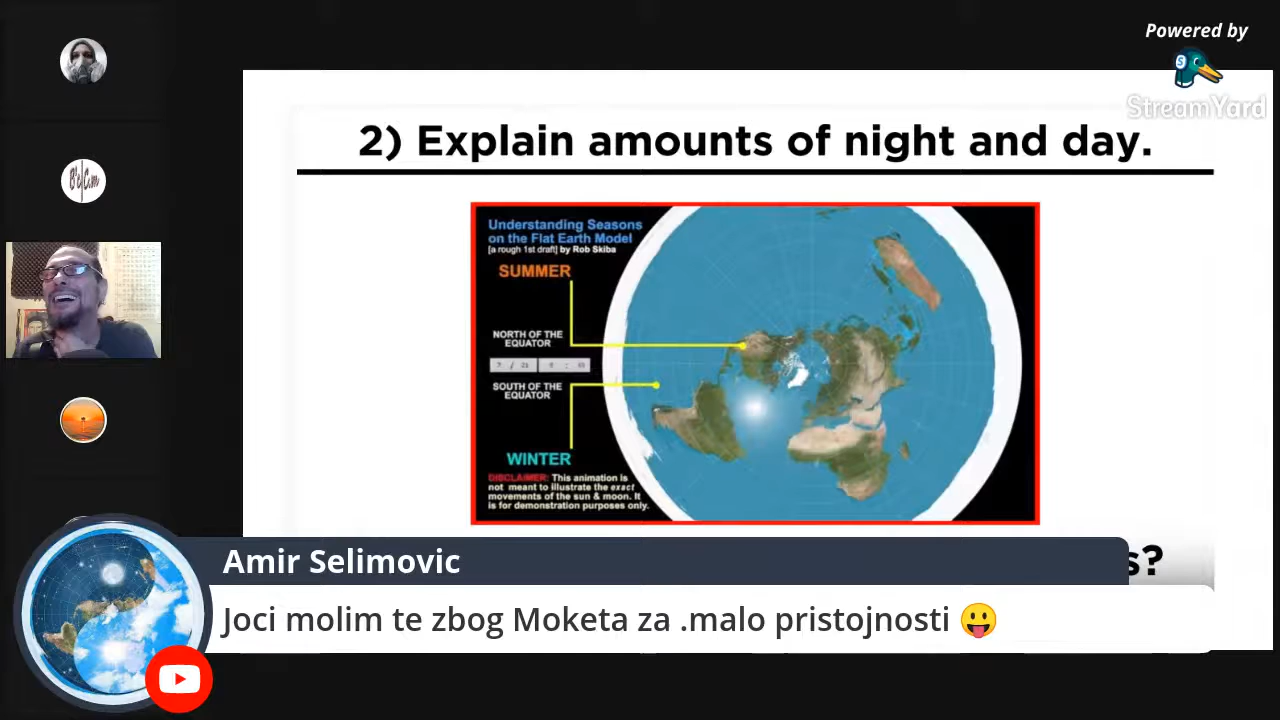 Powered by
StreamYard
2) Explain amounts of night and day.
Understanding Seasons
on the Flat Earth Model
[a rough 1st draft] by Rob Skiba
SUMMER
NORTH OF THE
EQUATOR
SOUTH OF THE
EQUATOR
WINTER
DISCLAIMER: This animation is
not meant to illustrate the exact
movements of the sun & moon. It
is for demonstration purposes only.
s?
Amir Selimovic
Joci molim te zbog Moketa za .malo pristojnosti 😛